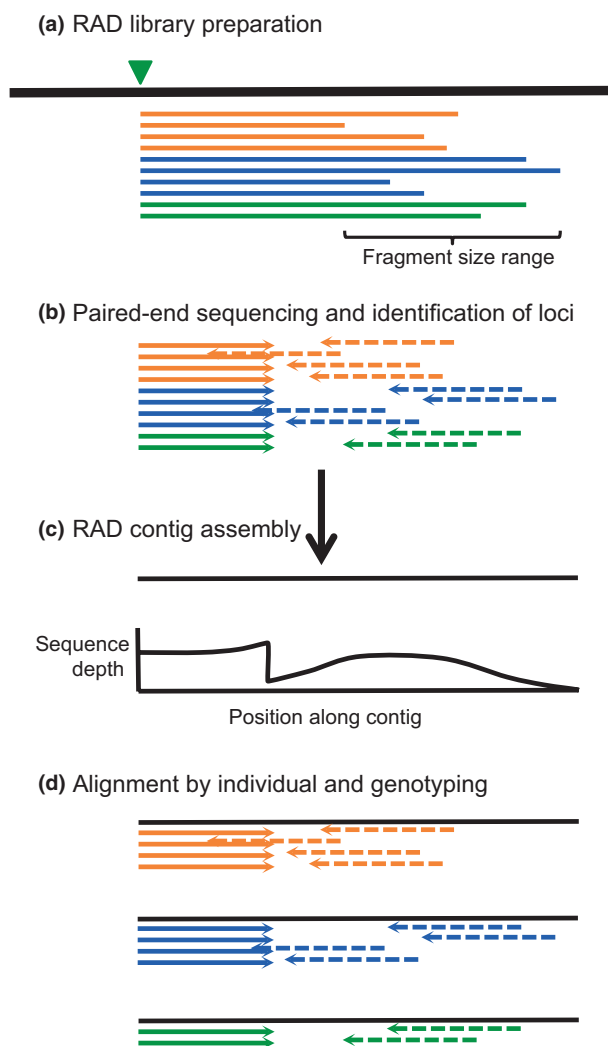 (a) RAD library preparation
Fragment size range
(b) Paired-end sequencing and identification of loci
(c) RAD contig assembly
Sequence
depth
Position along contig
(d) Alignment by individual and genotyping